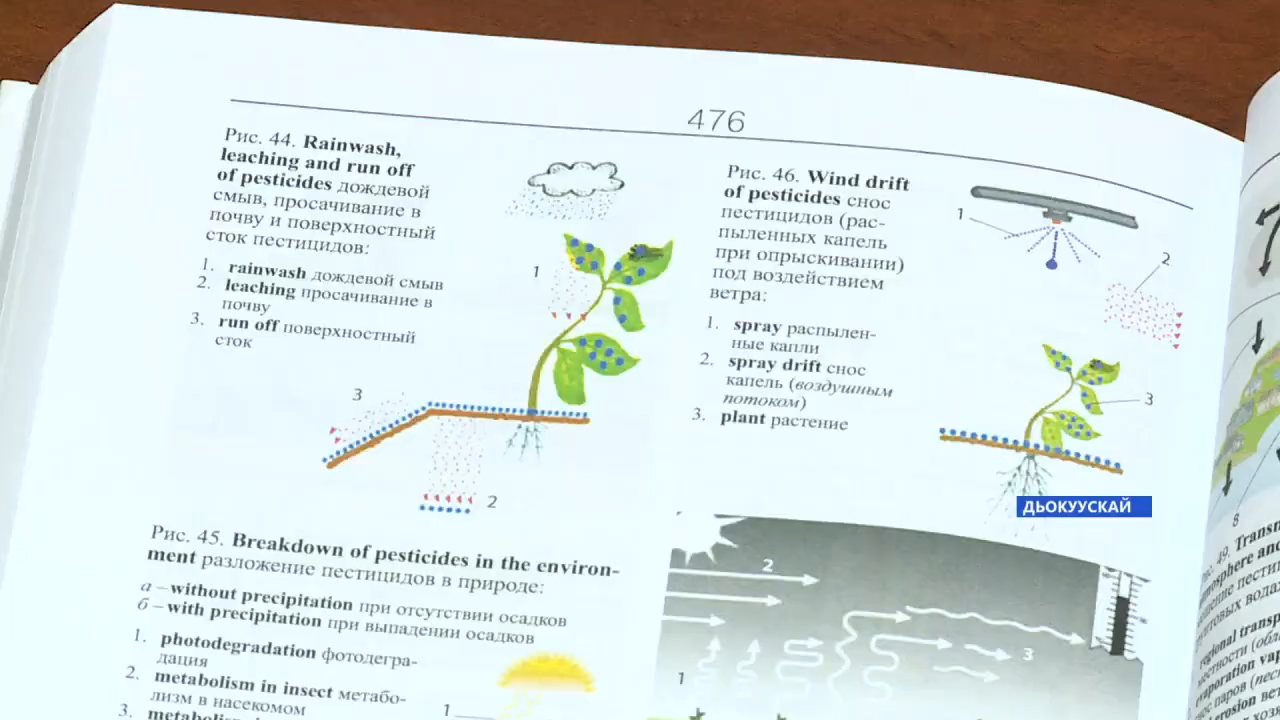 476
Рис. 44. Rainwash,
leaching and run off
of pesticides дождевой
смыв, просачивание в
почву и поверхностный
сток пестицидов:
1. rainwash дождевой смыв
2. leaching просачивание в
почву
3. run off поверхностный
сток
1
3
2
Рис. 46. Wind drift
of pesticides снос
пестицидов (рас-
пыленных капель
при опрыскивании)
под воздействием
ветра:
1. spray распылен-
ные капли
2. spray drift снос
капель (воздушным
потоком)
3. plant растение
1
2
3
ДЬОКУУСКАЙ
Рис. 45. Breakdown of pesticides in the environ-
ment разложение пестицидов в природе:
а – without precipitation при отсутствии осадков
б – with precipitation при выпадении осадков
1. photodegradation фотодегра-
дация
2. metabolism in insect метабо-
лизм в насекомом
3.
1
2
3
1
8
49. Transm